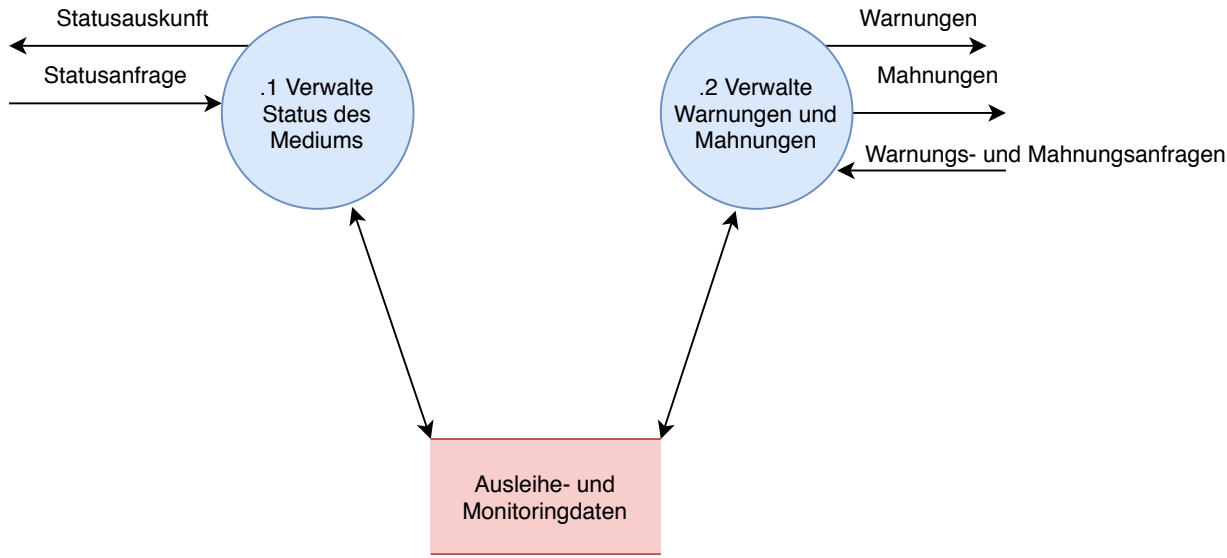 Statusauskunft
Statusanfrage
.1 Verwalte
Status des
Mediums
.2 Verwalte
Warnungen und
Mahnungen
Warnungen
Mahnungen
Warnungs- und Mahnungsanfragen
Ausleihe- und
Monitoringdaten